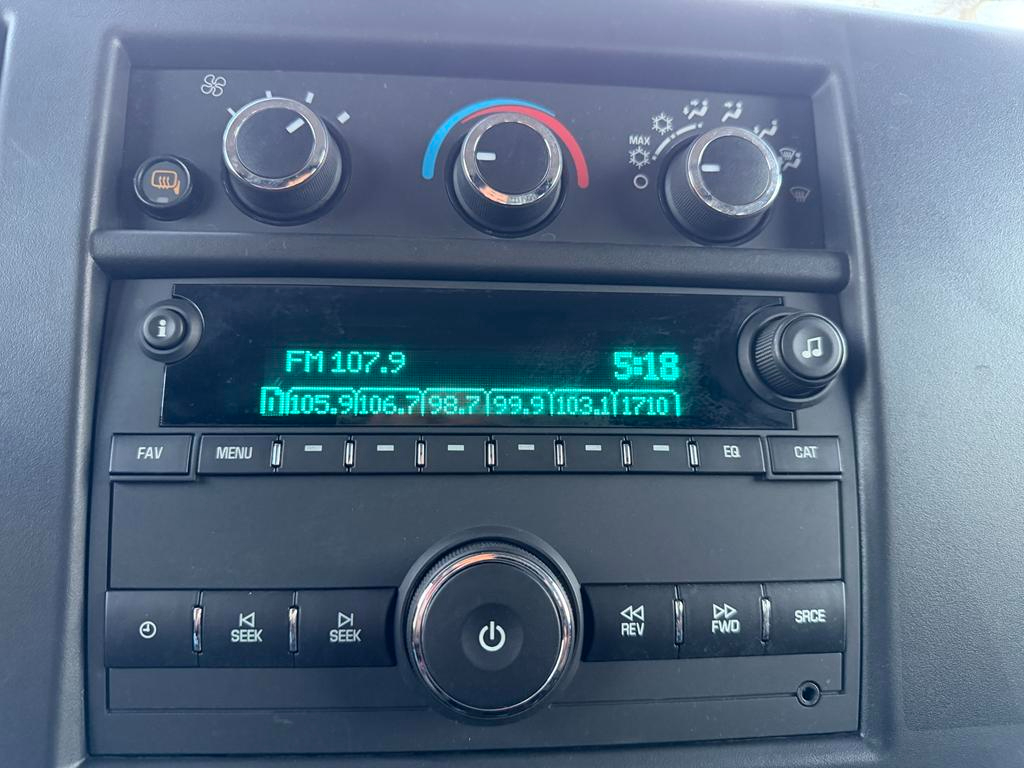 MAX
i
FM 107.9 5:18
1 105.9 106.7 98.7 99.9 103.1 1710
FAV MENU EQ CAT
SEEK SEEK REV FWD SRCE